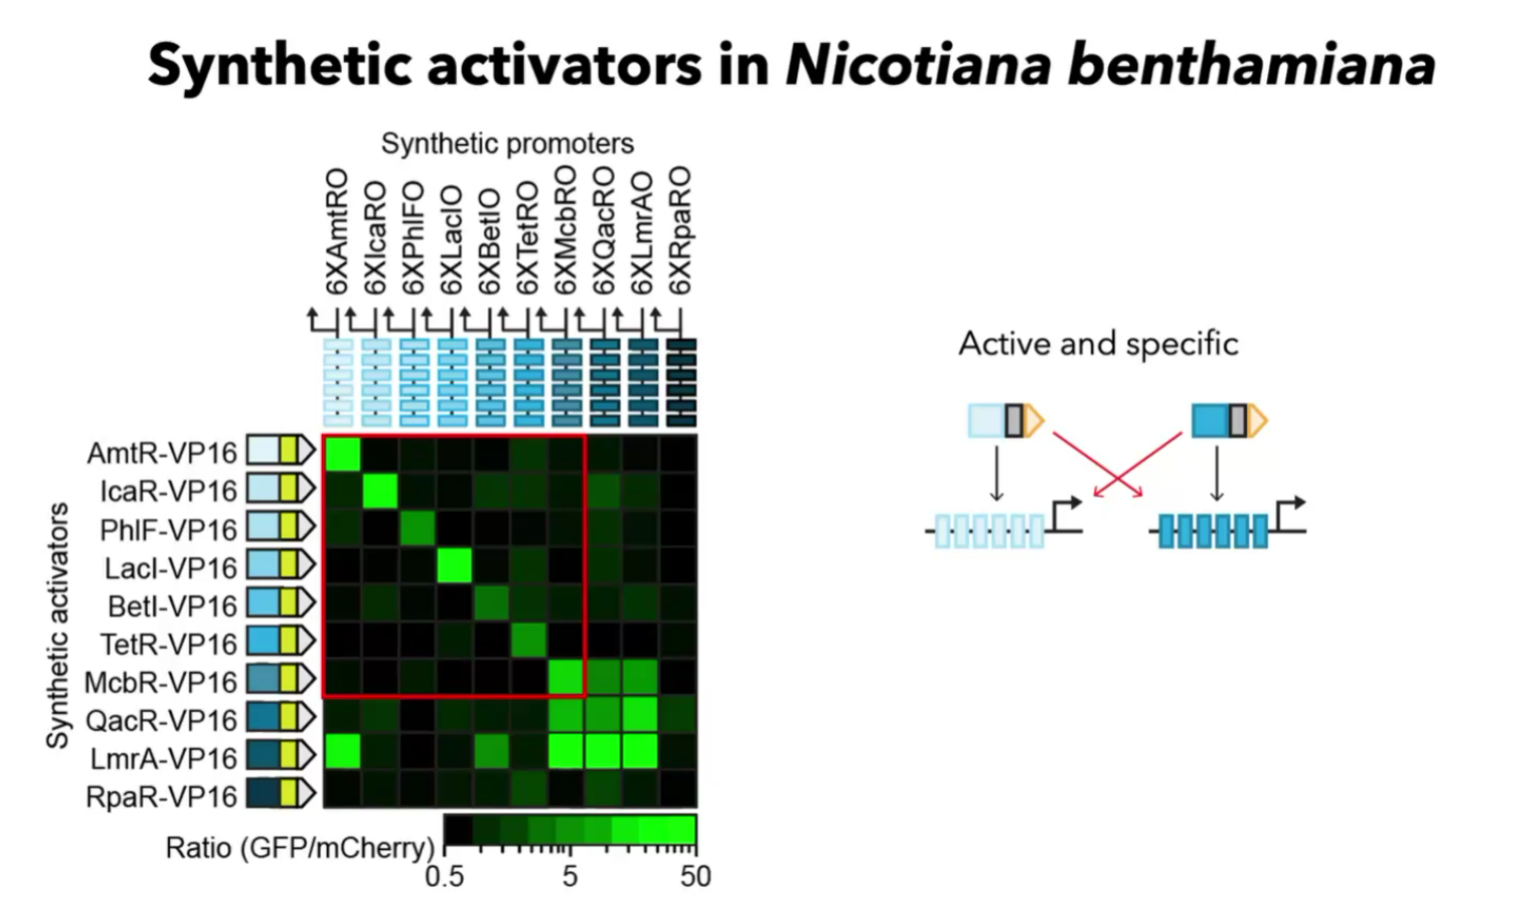 Synthetic activators in Nicotiana benthamiana
Synthetic promoters
6XAmtRO
6XIcaRO
6XPhlFO
6XLacIO
6XBetIO
6XTetRO
6XMcbRO
6XQacRO
6XLmrAO
6XRpaRO
Synthetic activators
AmtR-VP16
IcaR-VP16
PhlF-VP16
LacI-VP16
BetI-VP16
TetR-VP16
McbR-VP16
QacR-VP16
LmrA-VP16
RpaR-VP16
Ratio (GFP/mCherry)
0.5 5 50
Active and specific